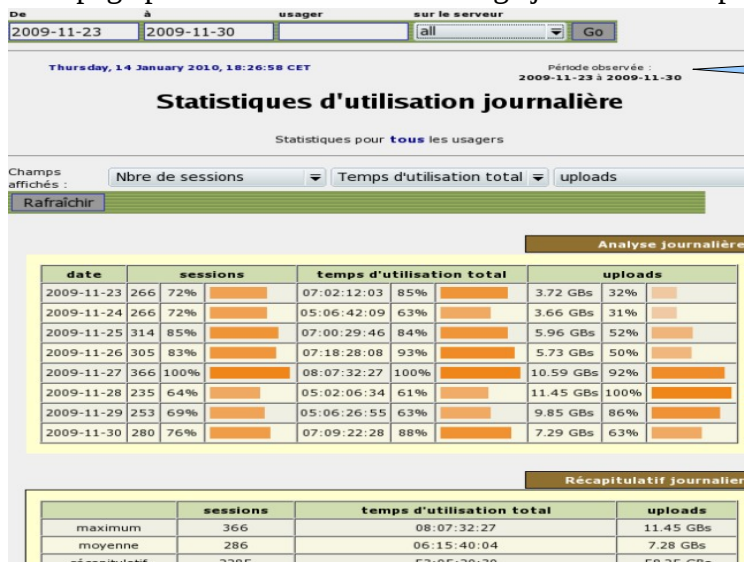 De à usager sur le serveur
2009-11-23 2009-11-30 all Go
Thursday, 14 January 2010, 18:26:58 CET
Période observée :
2009-11-23 à 2009-11-30
Statistiques d'utilisation journalière
Statistiques pour tous les usagers
Champs affichés : Nbre de sessions Temps d'utilisation total uploads
Rafraîchir
Analyse journalière
date sessions temps d'utilisation total uploads
2009-11-23 266 72% 07:02:12:03 85% 3.72 GBs 32%
2009-11-24 266 72% 05:06:42:09 63% 3.66 GBs 31%
2009-11-25 314 85% 07:00:29:46 84% 5.96 GBs 52%
2009-11-26 305 83% 07:18:28:08 93% 5.73 GBs 50%
2009-11-27 366 100% 08:07:32:27 100% 10.59 GBs 92%
2009-11-28 235 64% 05:02:06:34 61% 11.45 GBs 100%
2009-11-29 253 69% 05:06:26:55 63% 9.85 GBs 86%
2009-11-30 280 76% 07:09:22:28 88% 7.29 GBs 63%
Récapitulatif journalier
sessions temps d'utilisation total uploads
maximum 366 08:07:32:27 11.45 GBs
moyenne 286 06:15:40:04 7.28 GBs